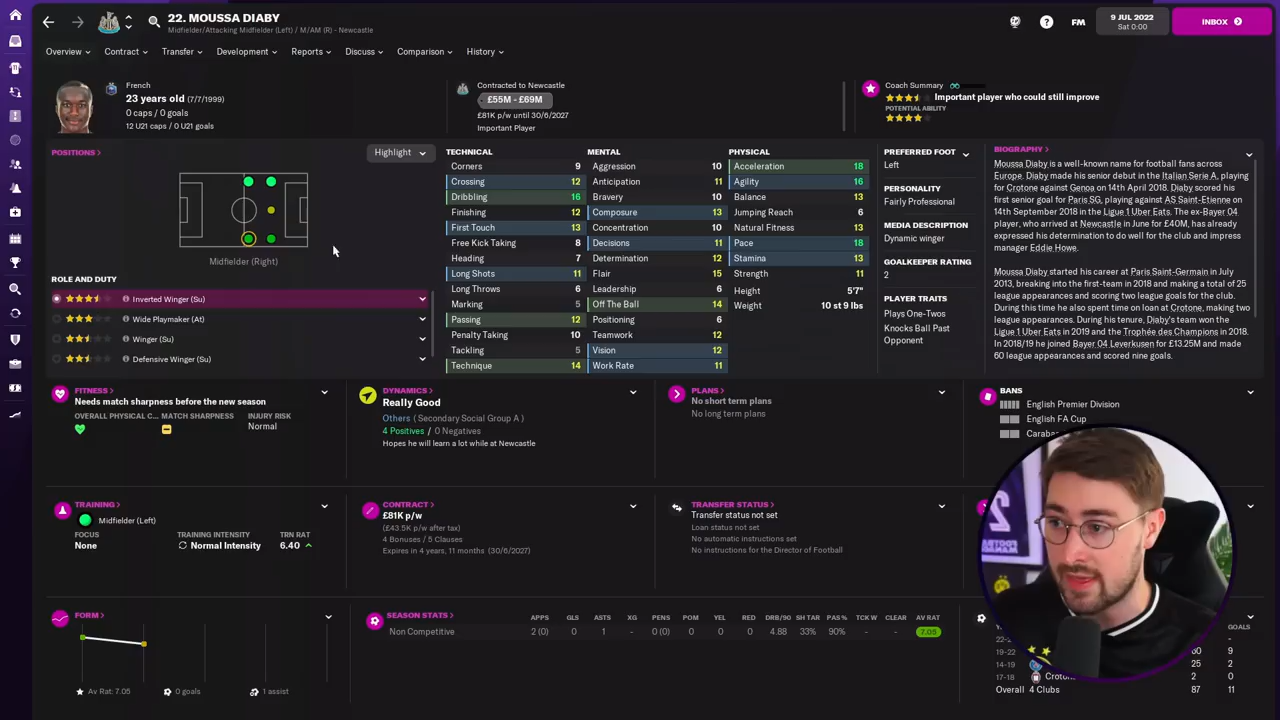 22. MOUSSA DIABY
Midfielder/Attacking Midfielder (Left) / M/AM (R) - Newcastle
FM
9 JUL 2022
Sat 0:00
INBOX
Overview
Contract
Transfer
Development
Reports
Discuss
Comparison
History
French
23 years old (7/7/1999)
0 caps / 0 goals
12 U21 caps / 0 U21 goals
Contracted to Newcastle
£55M - £69M
£81K p/w until 30/6/2027
Important Player
Coach Summary
Important player who could still improve
POTENTIAL ABILITY
POSITIONS
Highlight
Midfielder (Right)
ROLE AND DUTY
Inverted Winger (Su)
Wide Playmaker (At)
Winger (Su)
Defensive Winger (Su)
TECHNICAL
Corners 9
Crossing 12
Dribbling 16
Finishing 12
First Touch 13
Free Kick Taking 8
Heading 7
Long Shots 11
Long Throws 6
Marking 5
Passing 12
Penalty Taking 10
Tackling 5
Technique 14
MENTAL
Aggression 10
Anticipation 11
Bravery 10
Composure 13
Concentration 10
Decisions 11
Determination 12
Flair 15
Leadership 6
Off The Ball 14
Positioning 6
Teamwork 12
Vision 12
Work Rate 11
PHYSICAL
Acceleration 18
Agility 16
Balance 13
Jumping Reach 6
Natural Fitness 13
Pace 18
Stamina 13
Strength 11
Height 5'7"
Weight 10 st 9 lbs
PREFERRED FOOT
Left
PERSONALITY
Fairly Professional
MEDIA DESCRIPTION
Dynamic winger
GOALKEEPER RATING
2
PLAYER TRAITS
Plays One-Twos
Knocks Ball Past
Opponent
BIOGRAPHY
Moussa Diaby is a well-known name for football fans across
Europe. Diaby made his senior debut in the Italian Serie A, playing
for Crotone against Genoa on 14th April 2018. Diaby scored his
first senior goal for Paris SG, playing against AS Saint-Etienne on
14th September 2018 in the Ligue 1 Uber Eats. The ex-Bayer 04
player, who arrived at Newcastle in June for £40M, has already
expressed his determination to do well for the club and impress
manager Eddie Howe.
Moussa Diaby started his career at Paris Saint-Germain in July
2013, breaking into the first-team in 2018 and making a total of 25
league appearances and scoring two goals for the club.
During this time he also spent time on loan at Crotone, making two
league appearances. During his tenure, Diaby's team won the
Ligue 1 Uber Eats in 2019 and the Trophée des Champions in 2018.
In 2018/19 he joined Bayer 04 Leverkusen for £13.25M and made
60 league appearances and scored nine goals.
FITNESS
Needs match sharpness before the new season
OVERALL PHYSICAL C... MATCH SHARPNESS INJURY RISK
Normal
DYNAMICS
Really Good
Others ( Secondary Social Group A )
4 Positives / 0 Negatives
Hopes he will learn a lot while at Newcastle
PLANS
No short term plans
No long term plans
BANS
English Premier Division
English FA Cup
TRAINING
Midfielder (Left)
FOCUS
None
TRAINING INTENSITY
Normal Intensity
TRN RAT
6.40
CONTRACT
£81K p/w
(£43.5K p/w after tax)
4 Bonuses / 5 Clauses
Expires in 4 years, 11 months (30/6/2027)
TRANSFER STATUS
Transfer status not set
Loan status not set
No automatic instructions set
No instructions for the Director of Football
FORM
Av Rat: 7.05
0 goals
1 assist
SEASON STATS
APPS GLS ASTS XG PENS POM YEL RED DRB/90 SH TAR PAS % TCK W CLEAR AV RAT
Non Competitive 2 (0) 0 1 - 0 (0) 0 0 0 4.88 33% 90% - - 7.05
GOALS
22-2
19-22 9
14-19 25 2
17-18 Crotone 2 0
Overall 4 Clubs 87 11